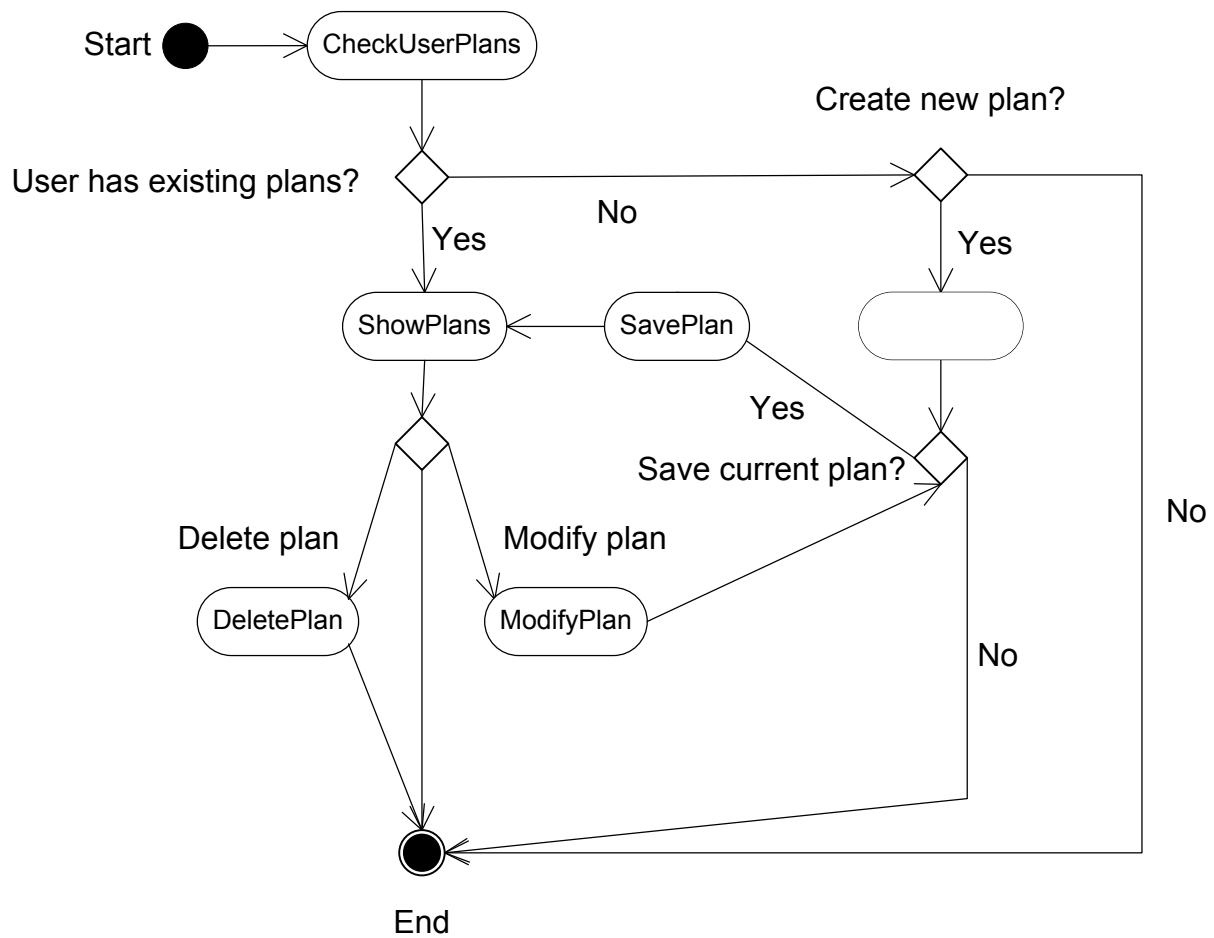 Start
CheckUserPlans
Create new plan?
User has existing plans?
No
Yes
Yes
ShowPlans
SavePlan
Yes
Save current plan?
No
Delete plan
Modify plan
DeletePlan
ModifyPlan
No
End